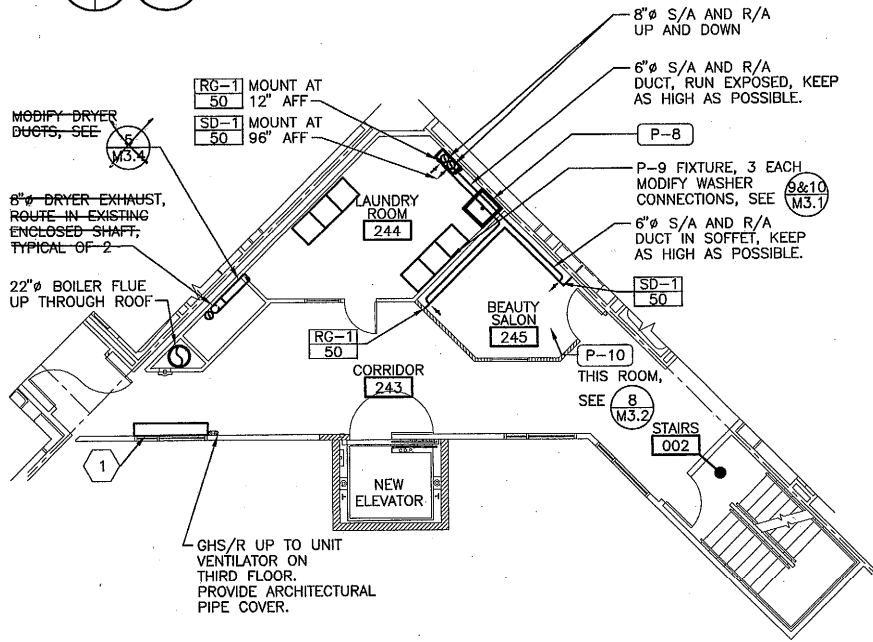 8"ø S/A AND R/A
UP AND DOWN
6"ø S/A AND R/A
DUCT, RUN EXPOSED, KEEP
AS HIGH AS POSSIBLE.
RG-1 MOUNT AT
50 12" AFF
SD-1 MOUNT AT
50 96" AFF
P-8
MODIFY DRYER
DUCTS, SEE
5
M3.4
P-9 FIXTURE, 3 EACH
MODIFY WASHER
CONNECTIONS, SEE
9&10
M3.1
8"ø DRYER EXHAUST,
ROUTE IN EXISTING
ENCLOSED SHAFT,
TYPICAL OF 2
LAUNDRY
ROOM
244
6"ø S/A AND R/A
DUCT IN SOFFET, KEEP
AS HIGH AS POSSIBLE.
22"ø BOILER FLUE
UP THROUGH ROOF
SD-1
50
RG-1
50
BEAUTY
SALON
245
P-10
THIS ROOM,
SEE
8
M3.2
CORRIDOR
243
STAIRS
002
1
NEW
ELEVATOR
GHS/R UP TO UNIT
VENTILATOR ON
THIRD FLOOR.
PROVIDE ARCHITECTURAL
PIPE COVER.